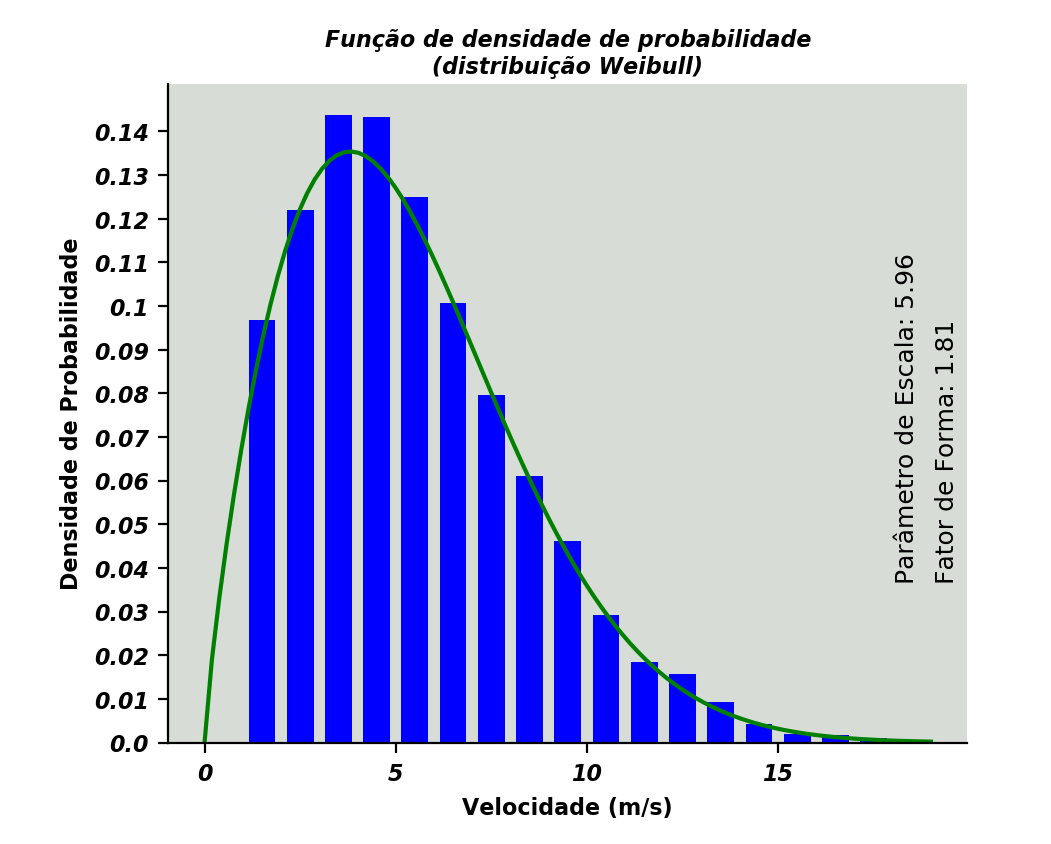 Função de densidade de probabilidade
(distribuição Weibull)
Densidade de Probabilidade
0.14
0.13
0.12
0.11
0.1
0.09
0.08
0.07
0.06
0.05
0.04
0.03
0.02
0.01
0.0
Parâmetro de Escala: 5.96
Fator de Forma: 1.81
0 5 10 15
Velocidade (m/s)